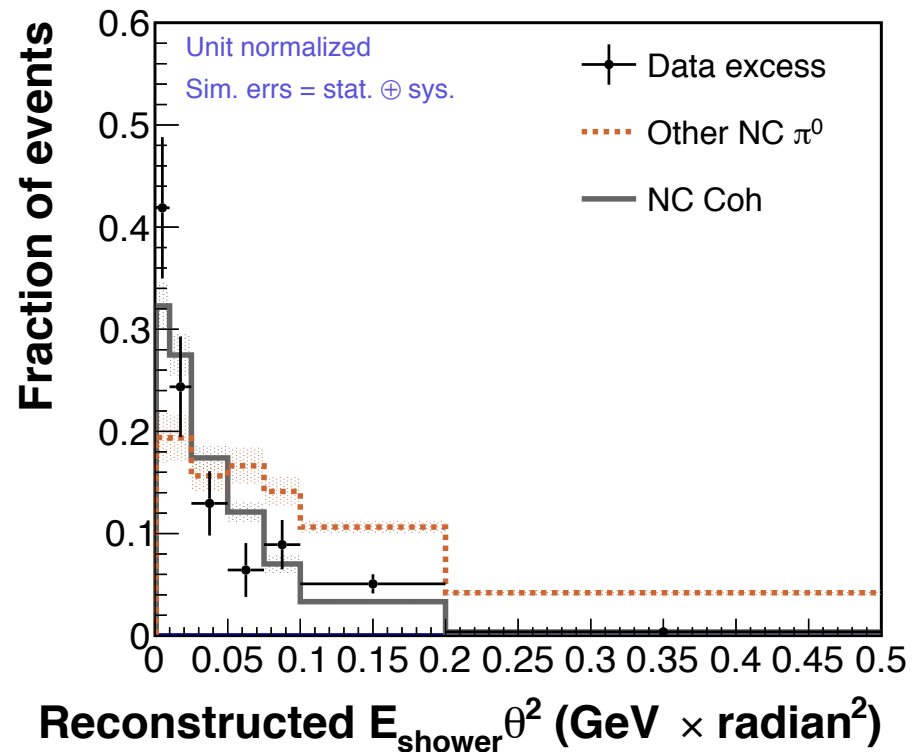 Fraction of events
0.6
0.5
0.4
0.3
0.2
0.1
0
Unit normalized
Sim. errs = stat. ⊕ sys.
Data excess
Other NC π⁰
NC Coh
0 0.05 0.1 0.15 0.2 0.25 0.3 0.35 0.4 0.45 0.5
Reconstructed E_shower θ² (GeV × radian²)